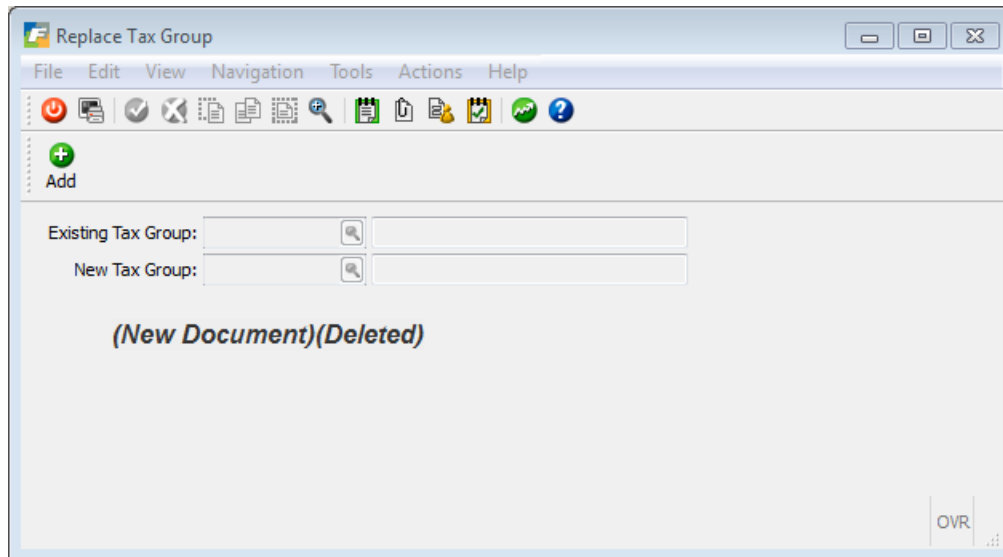 Replace Tax Group
File Edit View Navigation Tools Actions Help
Add
Existing Tax Group:
New Tax Group:
(New Document)(Deleted)
OVR